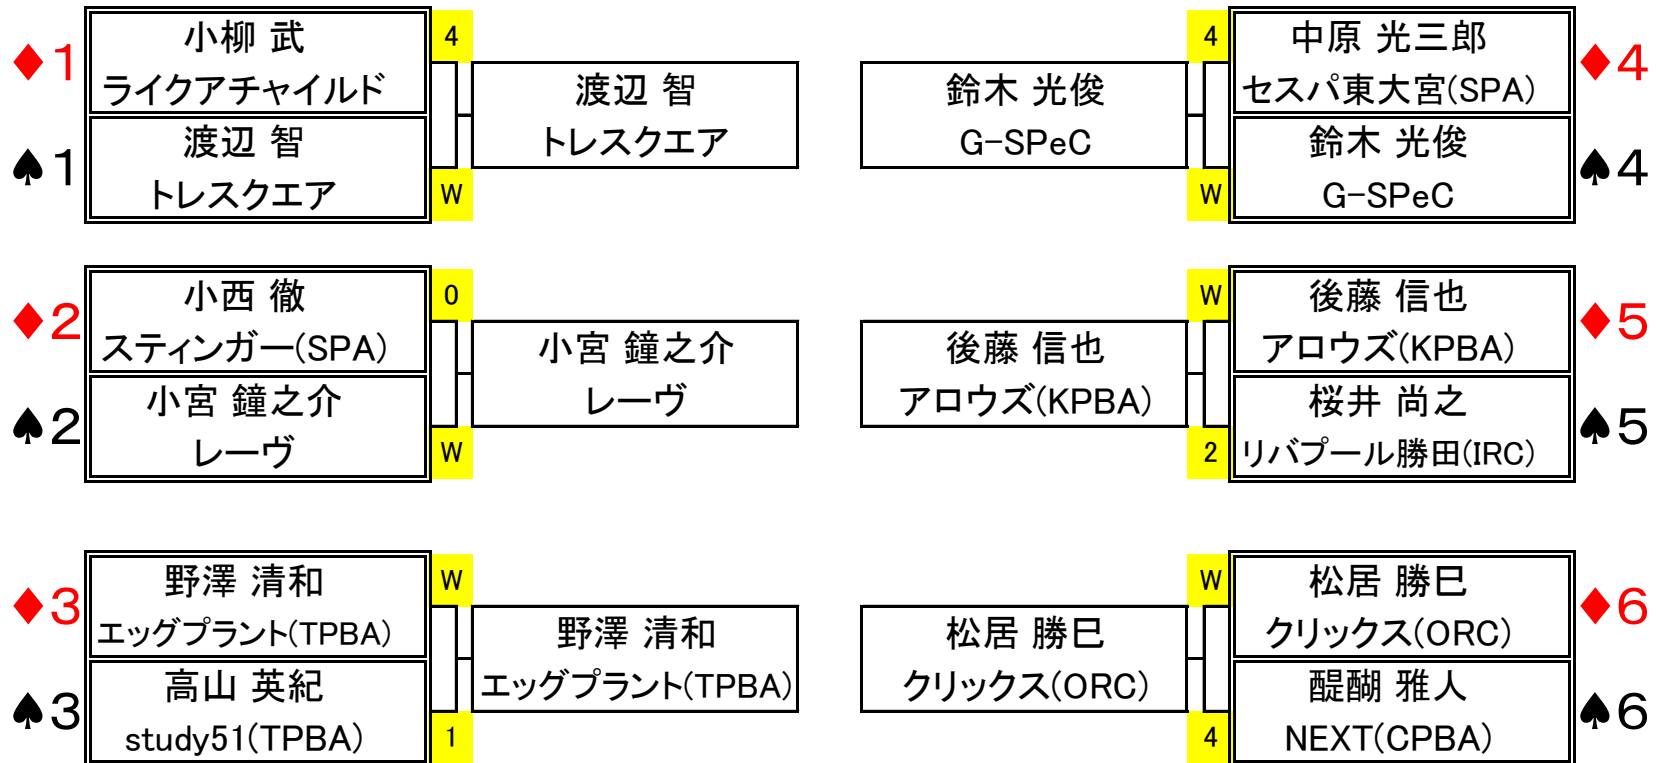 ♦1
小柳 武
ライクアチャイルド
4
♠1
渡辺 智
トレスクエア
W
渡辺 智
トレスクエア
♦2
小西 徹
スティンガー(SPA)
0
♠2
小宮 鐘之介
レーヴ
W
小宮 鐘之介
レーヴ
♦3
野澤 清和
エッグプラント(TPBA)
W
♠3
高山 英紀
study51(TPBA)
1
野澤 清和
エッグプラント(TPBA)
鈴木 光俊
G-SPeC
4
中原 光三郎
セスパ東大宮(SPA)
♦4
W
鈴木 光俊
G-SPeC
♠4
後藤 信也
アロウズ(KPBA)
W
後藤 信也
アロウズ(KPBA)
♦5
2
桜井 尚之
リバプール勝田(IRC)
♠5
松居 勝巳
クリックス(ORC)
W
松居 勝巳
クリックス(ORC)
♦6
4
醍醐 雅人
NEXT(CPBA)
♠6